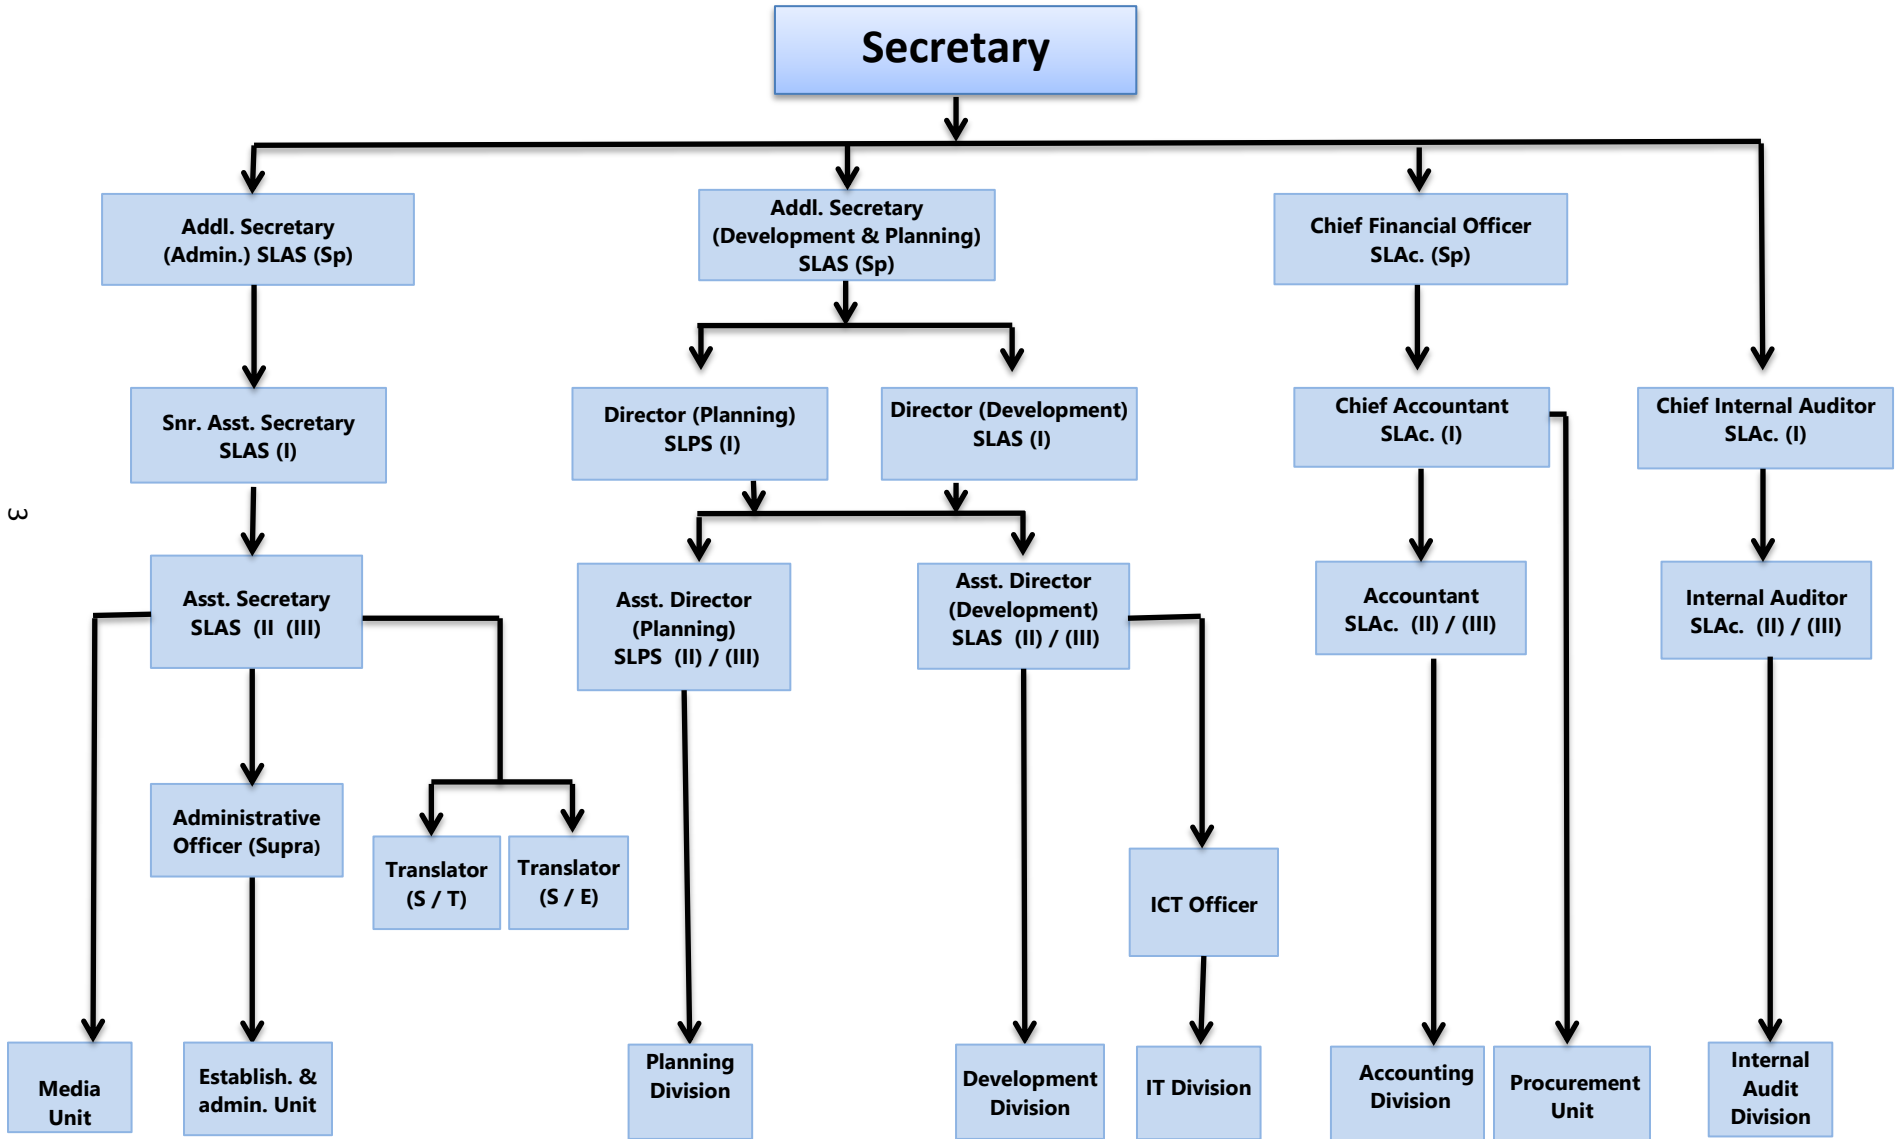 Secretary
Addl. Secretary
(Admin.) SLAS (Sp)
Addl. Secretary
(Development & Planning)
SLAS (Sp)
Chief Financial Officer
SLAc. (Sp)
Snr. Asst. Secretary
SLAS (I)
Director (Planning)
SLPS (I)
Director (Development)
SLAS (I)
Chief Accountant
SLAc. (I)
Chief Internal Auditor
SLAc. (I)
3
Asst. Secretary
SLAS (II (III)
Asst. Director
(Planning)
SLPS (II) / (III)
Asst. Director
(Development)
SLAS (II) / (III)
Accountant
SLAc. (II) / (III)
Internal Auditor
SLAc. (II) / (III)
Administrative
Officer (Supra)
Translator
(S / T)
Translator
(S / E)
ICT Officer
Media
Unit
Establish. &
admin. Unit
Planning
Division
Development
Division
IT Division
Accounting
Division
Procurement
Unit
Internal
Audit
Division